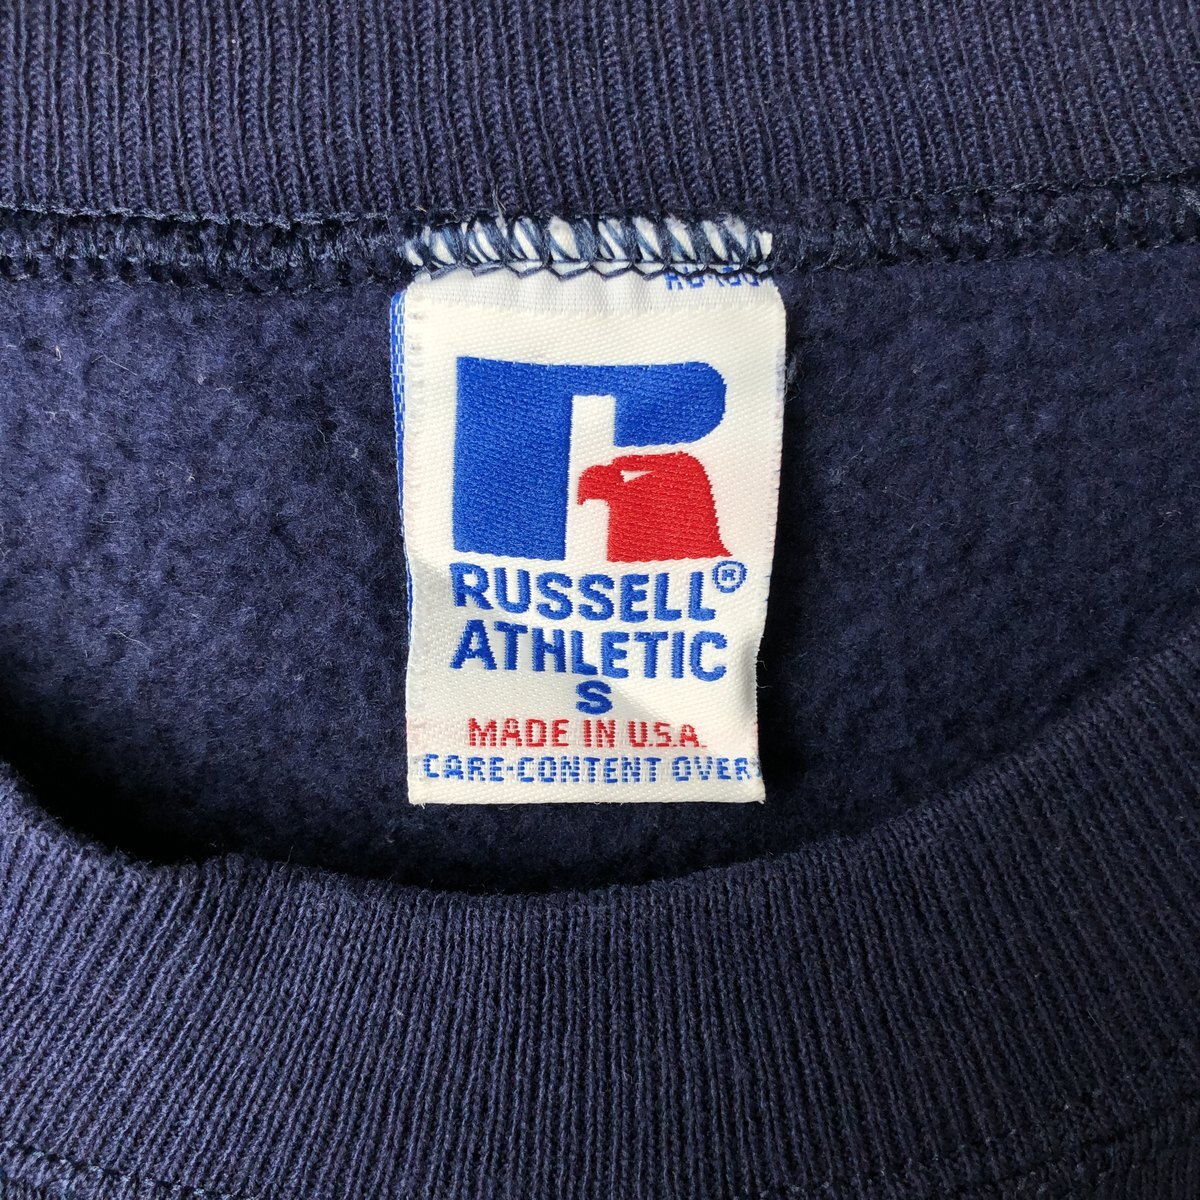 RUSSELL®
ATHLETIC
S
MADE IN U.S.A.
CARE-CONTENT OVER